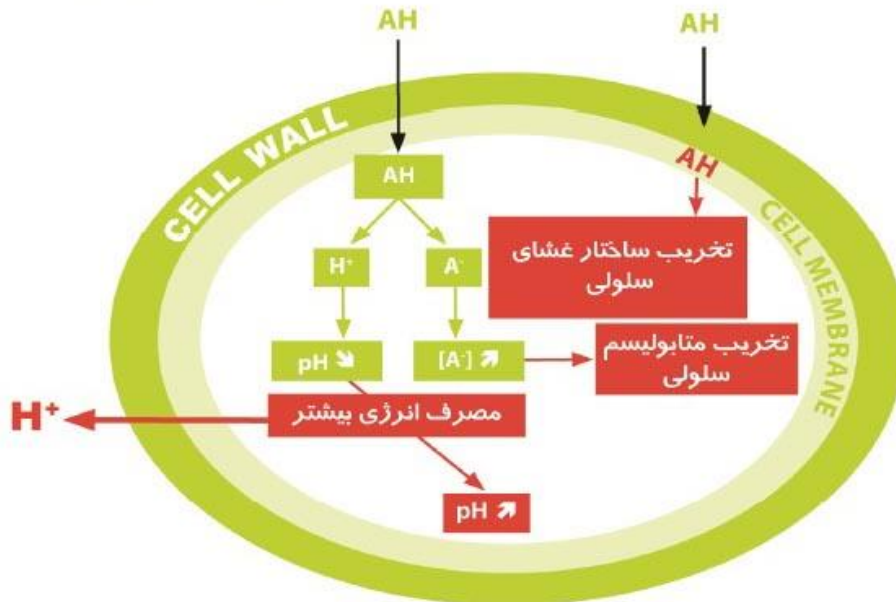 AH
AH
CELL WALL
AH
AH
CELL MEMBRANE
تخریب ساختار غشای
سلولی
H⁺
A⁻
تخریب متابولیسم
سلولی
pH ↘
[A⁻] ↗
مصرف انرژی بیشتر
H⁺
pH ↗